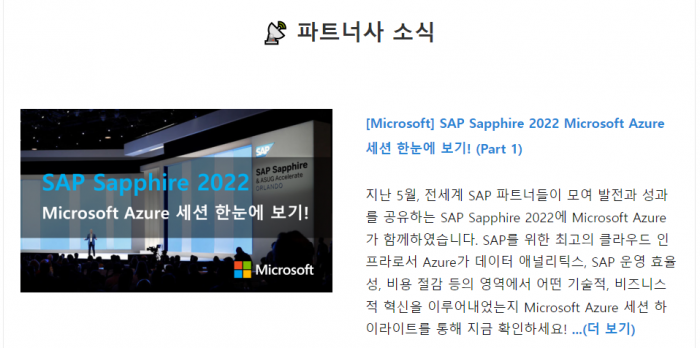 파트너사 소식
SAP
SAP Sapphire
& ASUG Accelerate
ORLANDO
SAP Sapphire 2022
Microsoft Azure 세션 한눈에 보기!
Microsoft
[Microsoft] SAP Sapphire 2022 Microsoft Azure
세션 한눈에 보기! (Part 1)
지난 5월, 전세계 SAP 파트너들이 모여 발전과 성과
를 공유하는 SAP Sapphire 2022에 Microsoft Azure
가 함께하였습니다. SAP를 위한 최고의 클라우드 인
프라로서 Azure가 데이터 애널리틱스, SAP 운영 효율
성, 비용 절감 등의 영역에서 어떤 기술적, 비즈니스
적 혁신을 이루어내었는지 Microsoft Azure 세션 하
이라이트를 통해 지금 확인하세요! ...(더 보기)